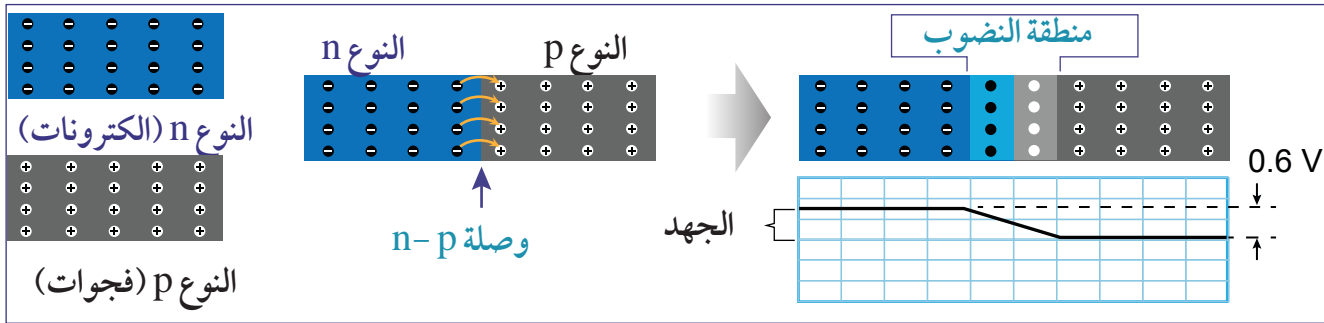 النوع n (الكترونات)
النوع p (فجوات)
النوع n
النوع p
وصلة n–p
منطقة النضوب
الجهد
0.6 V